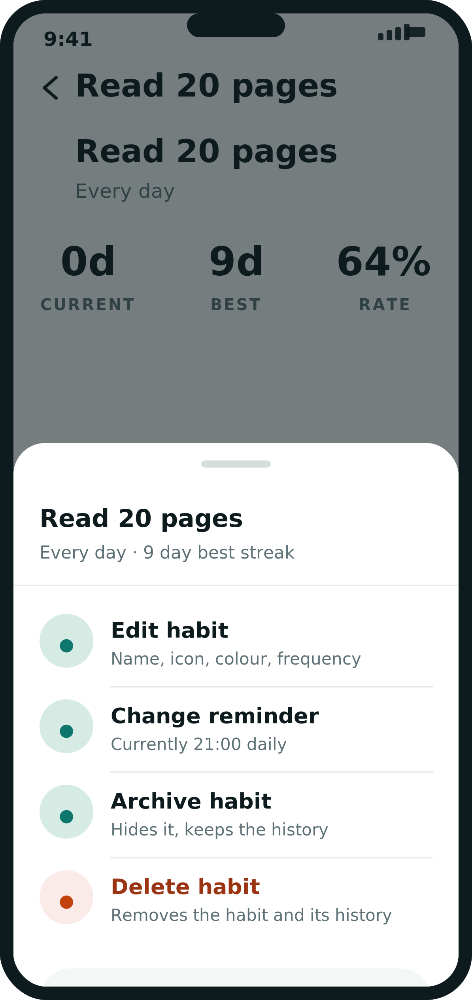 9:41
Read 20 pages
Read 20 pages
Every day
0d 9d 64%
CURRENT BEST RATE
Read 20 pages
Every day · 9 day best streak
Edit habit
Name, icon, colour, frequency
Change reminder
Currently 21:00 daily
Archive habit
Hides it, keeps the history
Delete habit
Removes the habit and its history